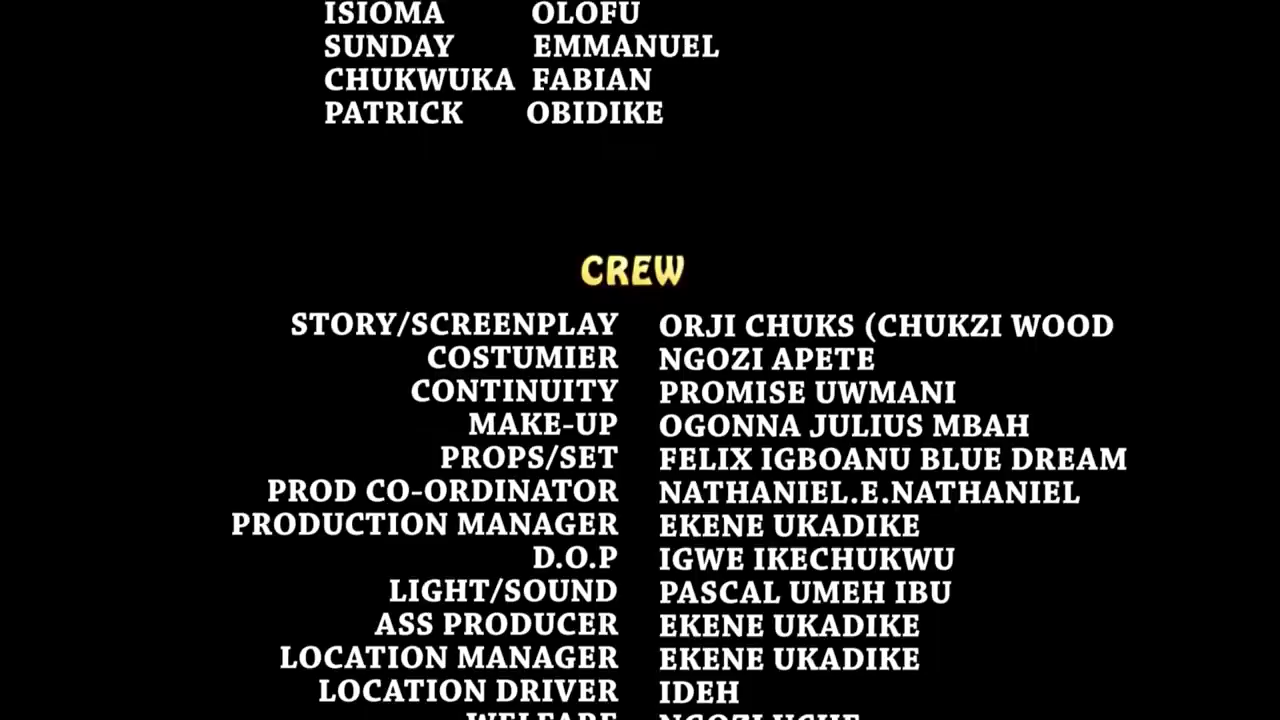 ISIOMA OLOFU
SUNDAY EMMANUEL
CHUKWUKA FABIAN
PATRICK OBIDIKE
CREW
STORY/SCREENPLAY ORJI CHUKS (CHUKZI WOOD
COSTUMIER NGOZI APETE
CONTINUITY PROMISE UWMANI
MAKE-UP OGONNA JULIUS MBAH
PROPS/SET FELIX IGBOANU BLUE DREAM
PROD CO-ORDINATOR NATHANIEL.E.NATHANIEL
PRODUCTION MANAGER EKENE UKADIKE
D.O.P IGWE IKECHUKWU
LIGHT/SOUND PASCAL UMEH IBU
ASS PRODUCER EKENE UKADIKE
LOCATION MANAGER EKENE UKADIKE
LOCATION DRIVER IDEH
WELFARE NGOZI UCHE